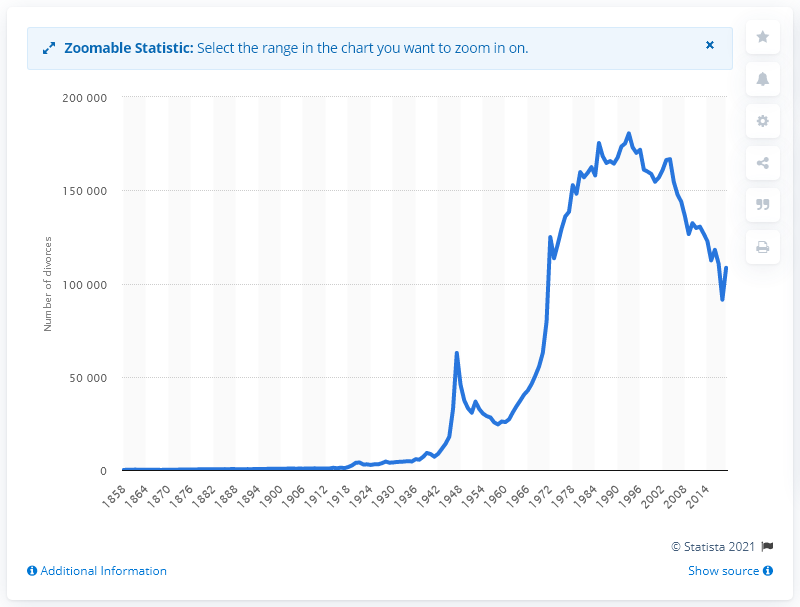 Zoomable Statistic: Select the range in the chart you want to zoom in on.
×
200 000
150 000
100 000
50 000
0
Number of divorces
1858 1864 1870 1876 1882 1888 1894 1900 1906 1912 1918 1924 1930 1936 1942 1948 1954 1960 1966 1972 1978 1984 1990 1996 2002 2008 2014
© Statista 2021
Additional Information
Show source